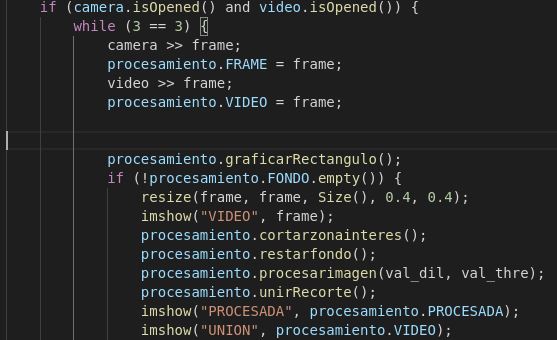 if (camera.isOpened() and video.isOpened()) {
while (3 == 3) {
camera >> frame;
procesamiento.FRAME = frame;
video >> frame;
procesamiento.VIDEO = frame;
procesamiento.graficarRectangulo();
if (!procesamiento.FONDO.empty()) {
resize(frame, frame, Size(), 0.4, 0.4);
imshow("VIDEO", frame);
procesamiento.cortarzonainteres();
procesamiento.restarfondo();
procesamiento.procesarimagen(val_dil, val_thre);
procesamiento.unirRecorte();
imshow("PROCESADA", procesamiento.PROCESADA);
imshow("UNION", procesamiento.VIDEO);